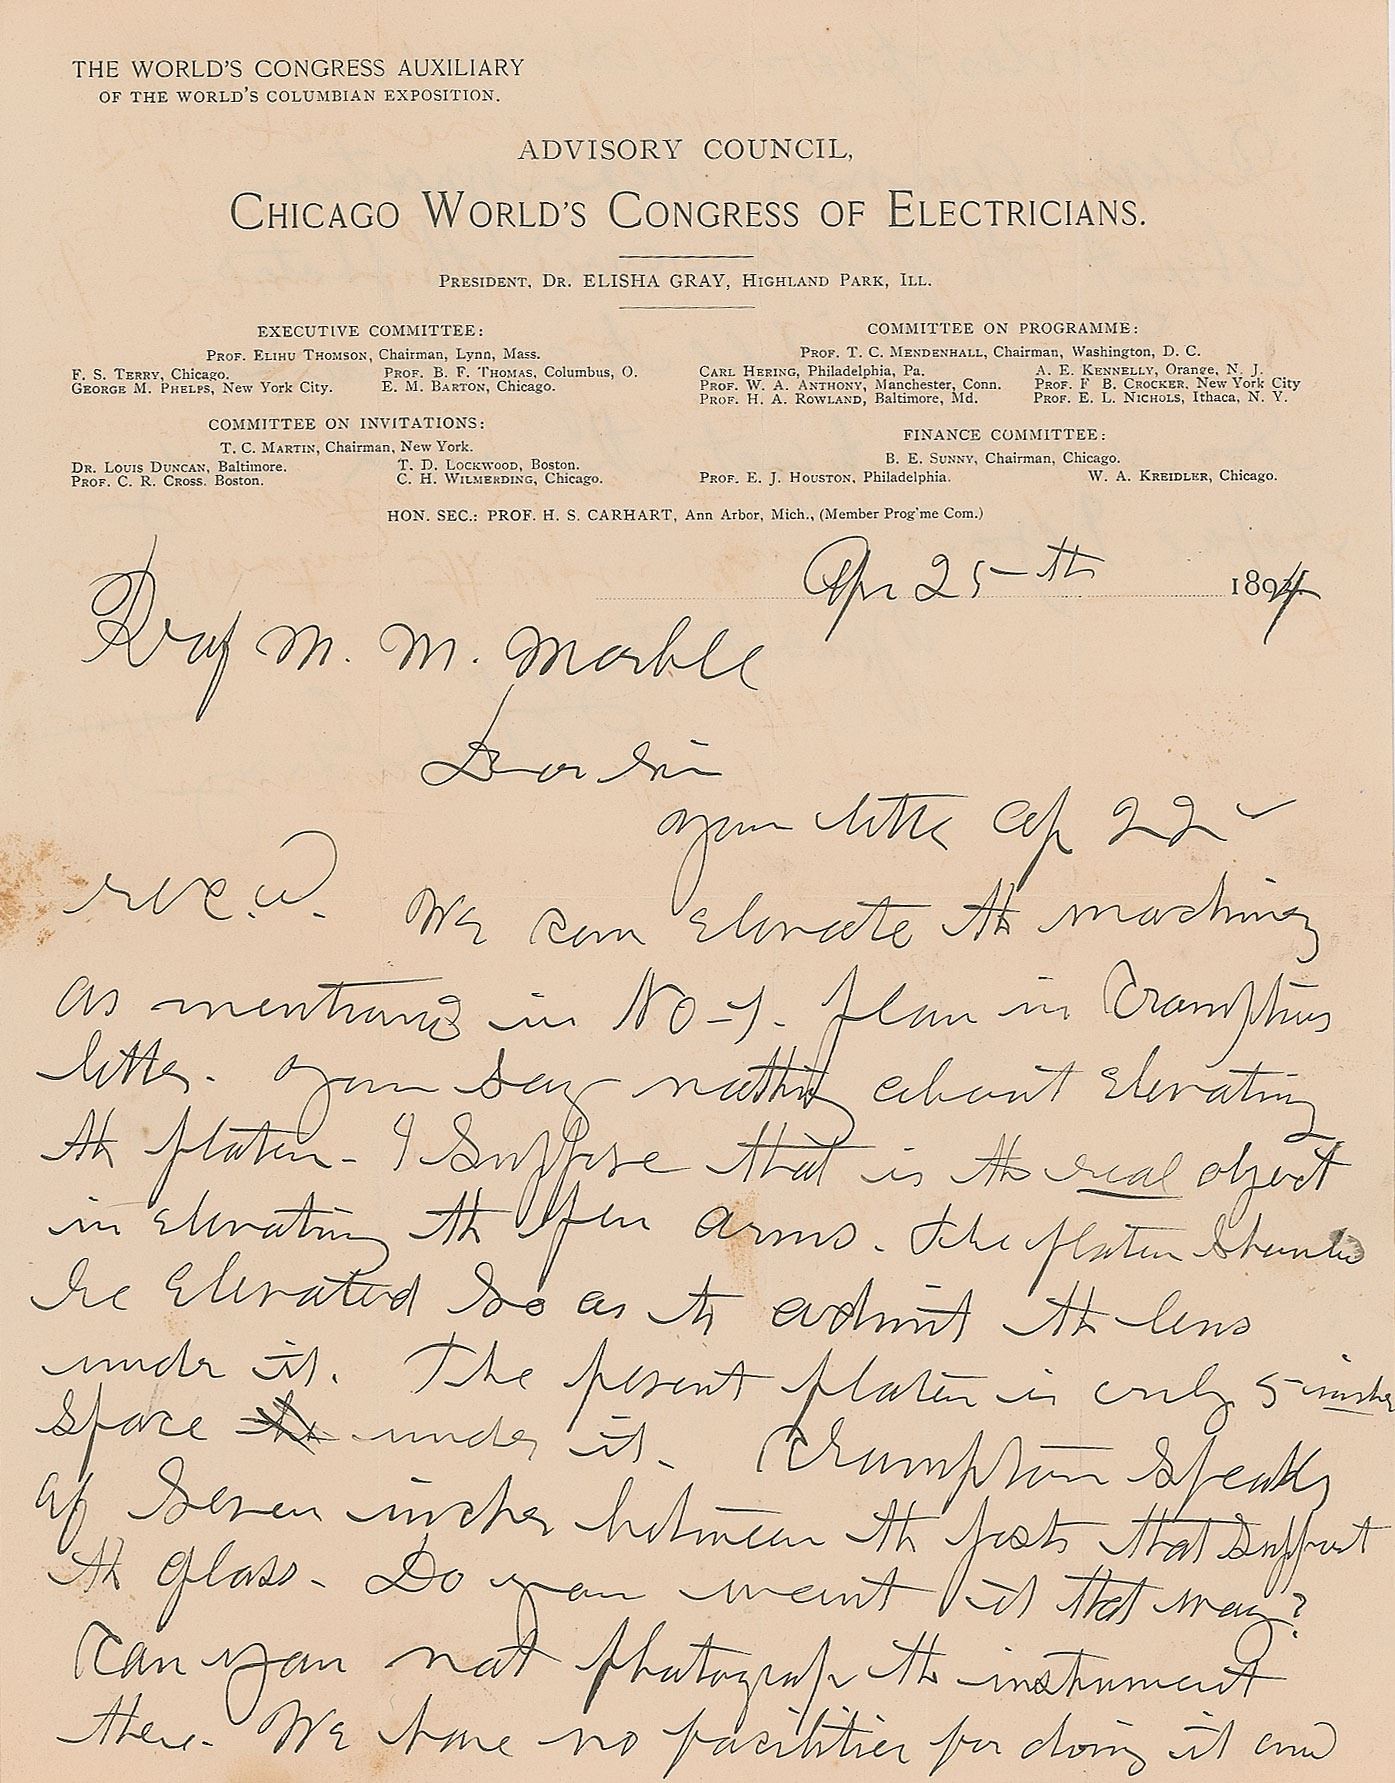 THE WORLD'S CONGRESS AUXILIARY
OF THE WORLD'S COLUMBIAN EXPOSITION.
ADVISORY COUNCIL,
CHICAGO WORLD'S CONGRESS OF ELECTRICIANS.
PRESIDENT, DR. ELISHA GRAY, HIGHLAND PARK, ILL.
EXECUTIVE COMMITTEE:
PROF. ELIHU THOMSON, Chairman, Lynn, Mass.
F. S. TERRY, Chicago. PROF. B. F. THOMAS, Columbus, O.
GEORGE M. PHELPS, New York City. E. M. BARTON, Chicago.
COMMITTEE ON INVITATIONS:
T. C. MARTIN, Chairman, New York.
DR. LOUIS DUNCAN, Baltimore. T. D. LOCKWOOD, Boston.
PROF. C. R. CROSS. Boston. C. H. WILMERDING, Chicago.
COMMITTEE ON PROGRAMME:
PROF. T. C. MENDENHALL, Chairman, Washington, D. C.
CARL HERING, Philadelphia, Pa. A. E. KENNELLY, Orange, N. J.
PROF. W. A. ANTHONY, Manchester, Conn. PROF. F B. CROCKER, New York City
PROF. H. A. ROWLAND, Baltimore, Md. PROF. E. L. NICHOLS, Ithaca, N. Y.
FINANCE COMMITTEE:
B. E. SUNNY, Chairman, Chicago.
PROF. E. J. HOUSTON, Philadelphia. W. A. KREIDLER, Chicago.
HON. SEC.: PROF. H. S. CARHART, Ann Arbor, Mich., (Member Prog'me Com.)
Apr 25th 1894
Prof M. M. Marble
Dear Sir
Your letter Ap 22
rec.d. We can elevate the machinery
as mentioned in No-1- plan in Cramptons
letter. You say nothing about elevating
the platen - I suppose that is the real object
in elevating the pen arms. The platen should
be elevated so as to admit the lens
under it. The present platen is only 5 inches
space under it. Crampton speaks
of seven inches between the posts that support
the glass - Do you want it that way?
Can you not photograph the instrument
there. We have no facilities for doing it and